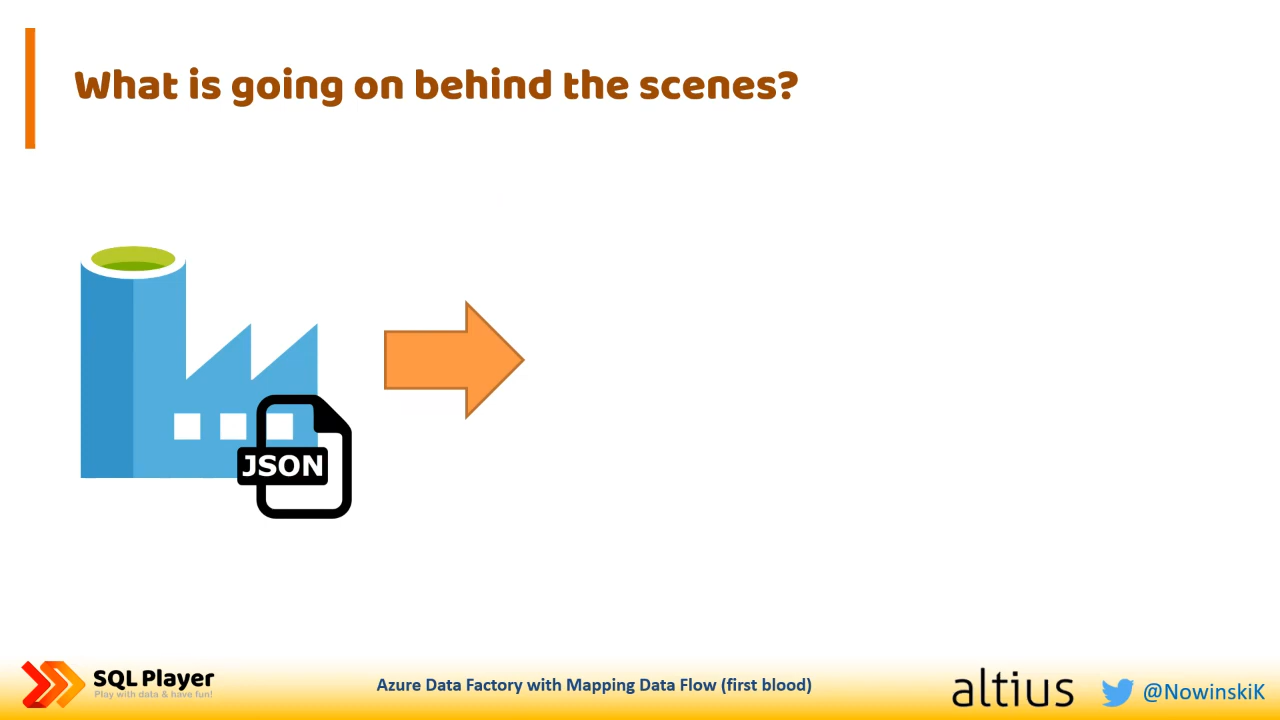 What is going on behind the scenes?
JSON
SQL Player
Play with data & have fun!
Azure Data Factory with Mapping Data Flow (first blood)
altius
@NowinskiK